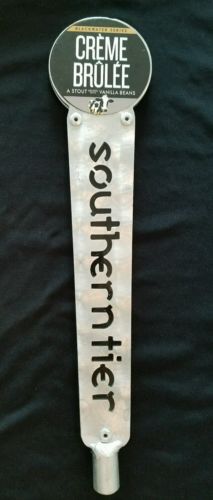 BLACKWATER SERIES
CRÈME
BRÛLÉE
A STOUT VANILLA BEANS
southern tier